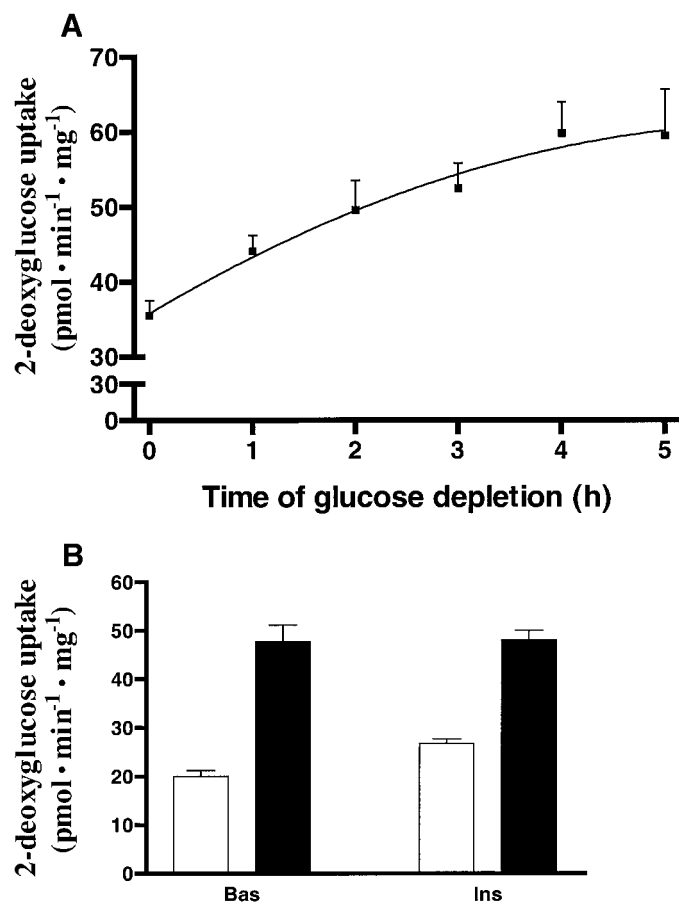 A
2-deoxyglucose uptake
(pmol • min-1 • mg-1)
70
60
50
40
30
30
0
0 1 2 3 4 5
Time of glucose depletion (h)
B
2-deoxyglucose uptake
(pmol • min-1 • mg-1)
60
50
40
30
20
10
0
Bas Ins